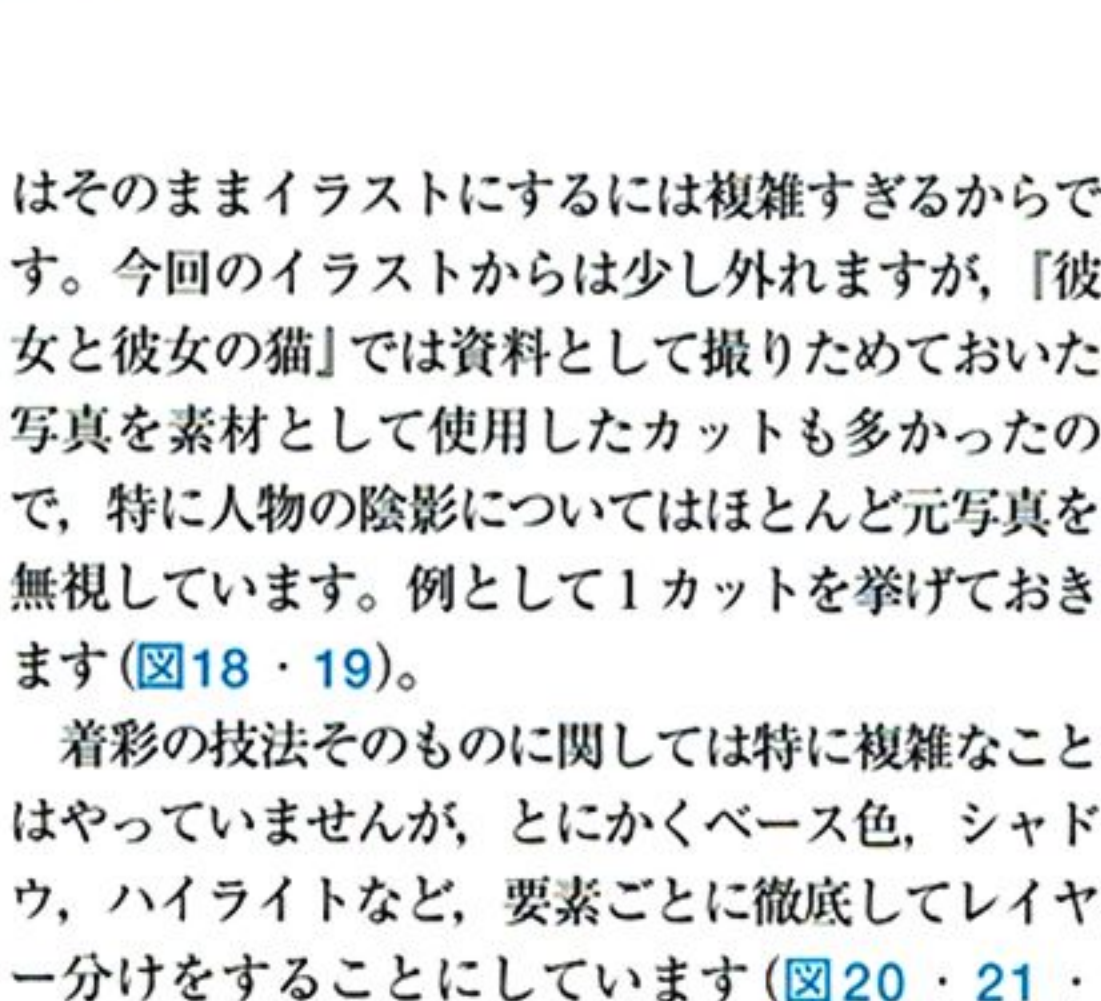 はそのままイラストにするには複雑すぎるからで
す。今回のイラストからは少し外れますが，『彼
女と彼女の猫』では資料として撮りためておいた
写真を素材として使用したカットも多かったの
で，特に人物の陰影についてはほとんど元写真を
無視しています。例として1カットを挙げておき
ます(図18・19)。
　着彩の技法そのものに関しては特に複雑なこと
はやっていませんが，とにかくベース色，シャド
ウ，ハイライトなど，要素ごとに徹底してレイヤ
ー分けをすることにしています(図20・21・